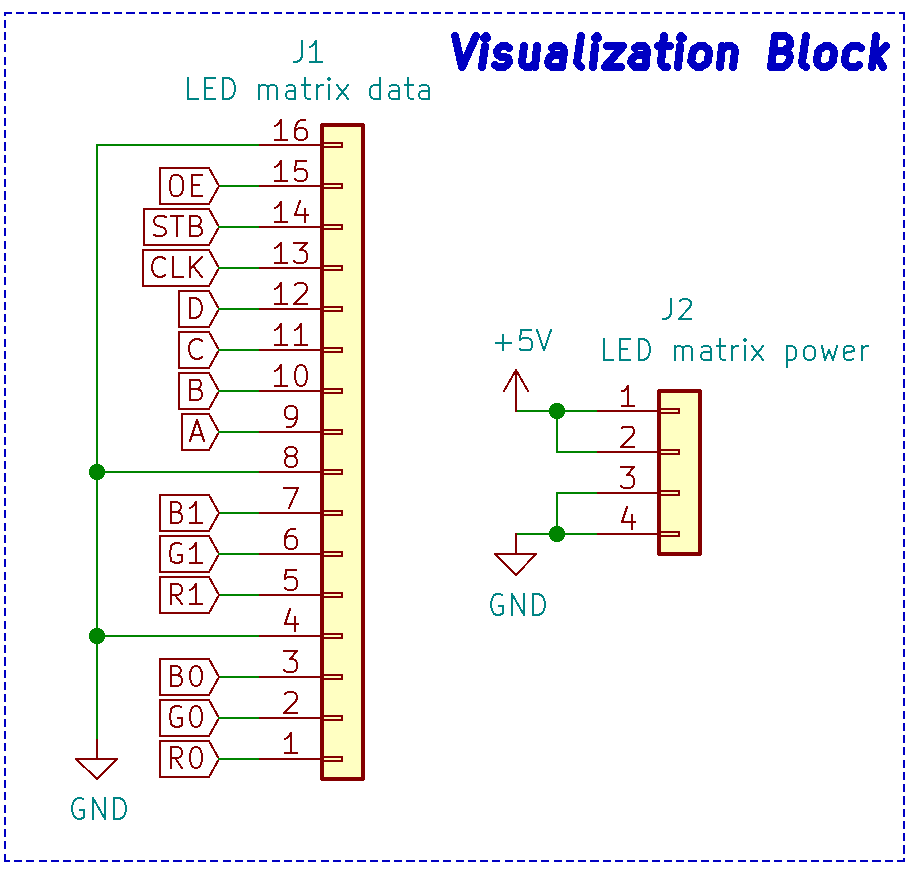 Visualization Block
J1
LED matrix data
16
OE 15
STB 14
CLK 13
D 12
C 11
B 10
A 9
8
B1 7
G1 6
R1 5
4
B0 3
G0 2
R0 1
GND
J2
LED matrix power
+5V
1
2
3
4
GND